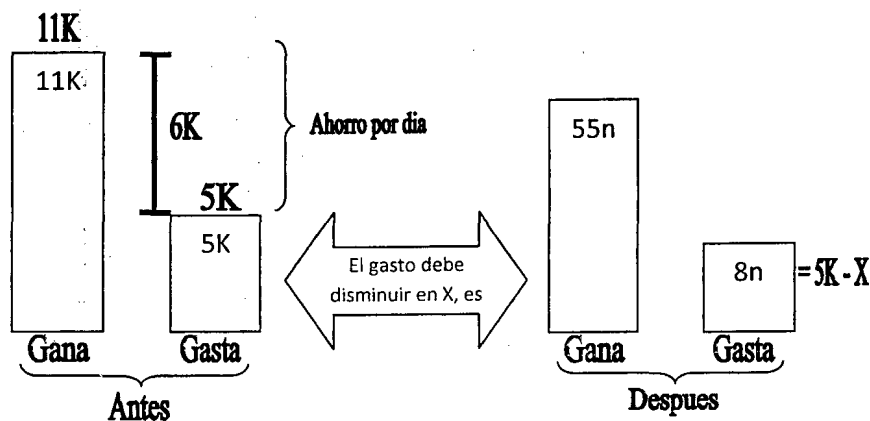 11K
11K
6K
Ahorro por dia
5K
5K
Gana
Gasta
Antes
El gasto debe
disminuir en X, es
55n
8n
= 5K - X
Gana
Gasta
Despues